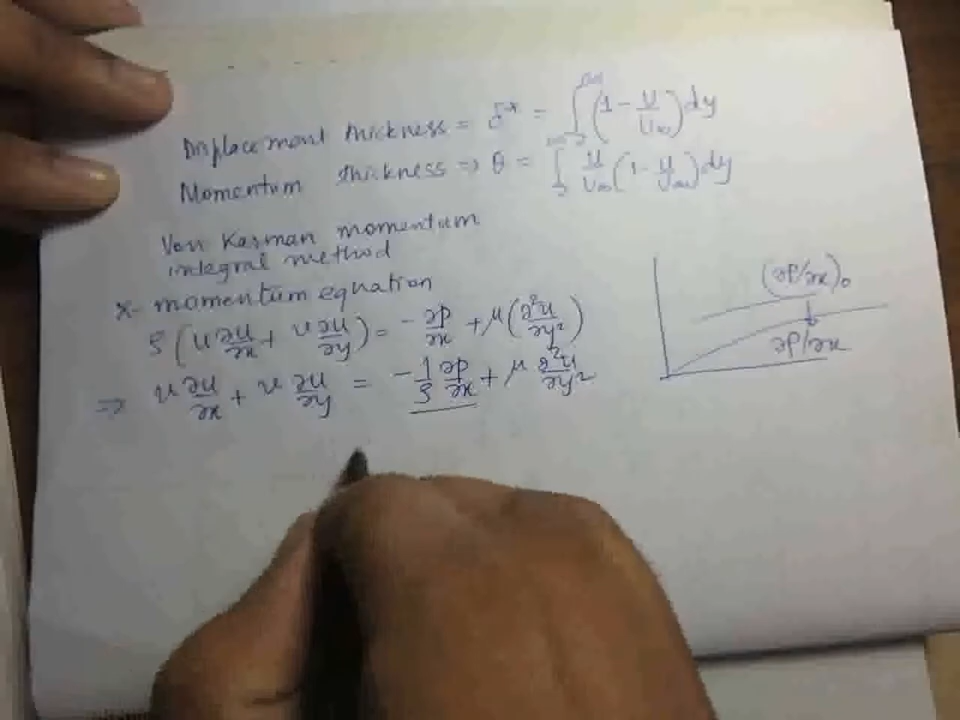 Displacement thickness = δ* = ∫₀^∞ (1 - u/U∞) dy
Momentum thickness => θ = ∫₀^∞ u/U∞ (1 - u/U∞) dy
Von Karman momentum
integral method
x- momentum equation
ρ (u ∂u/∂x + v ∂u/∂y) = - ∂p/∂x + μ (∂²u/∂y²)
=> u ∂u/∂x + v ∂u/∂y = - 1/ρ ∂p/∂x + μ ∂²u/∂y²
(∂p/∂x)₀
∂p/∂x